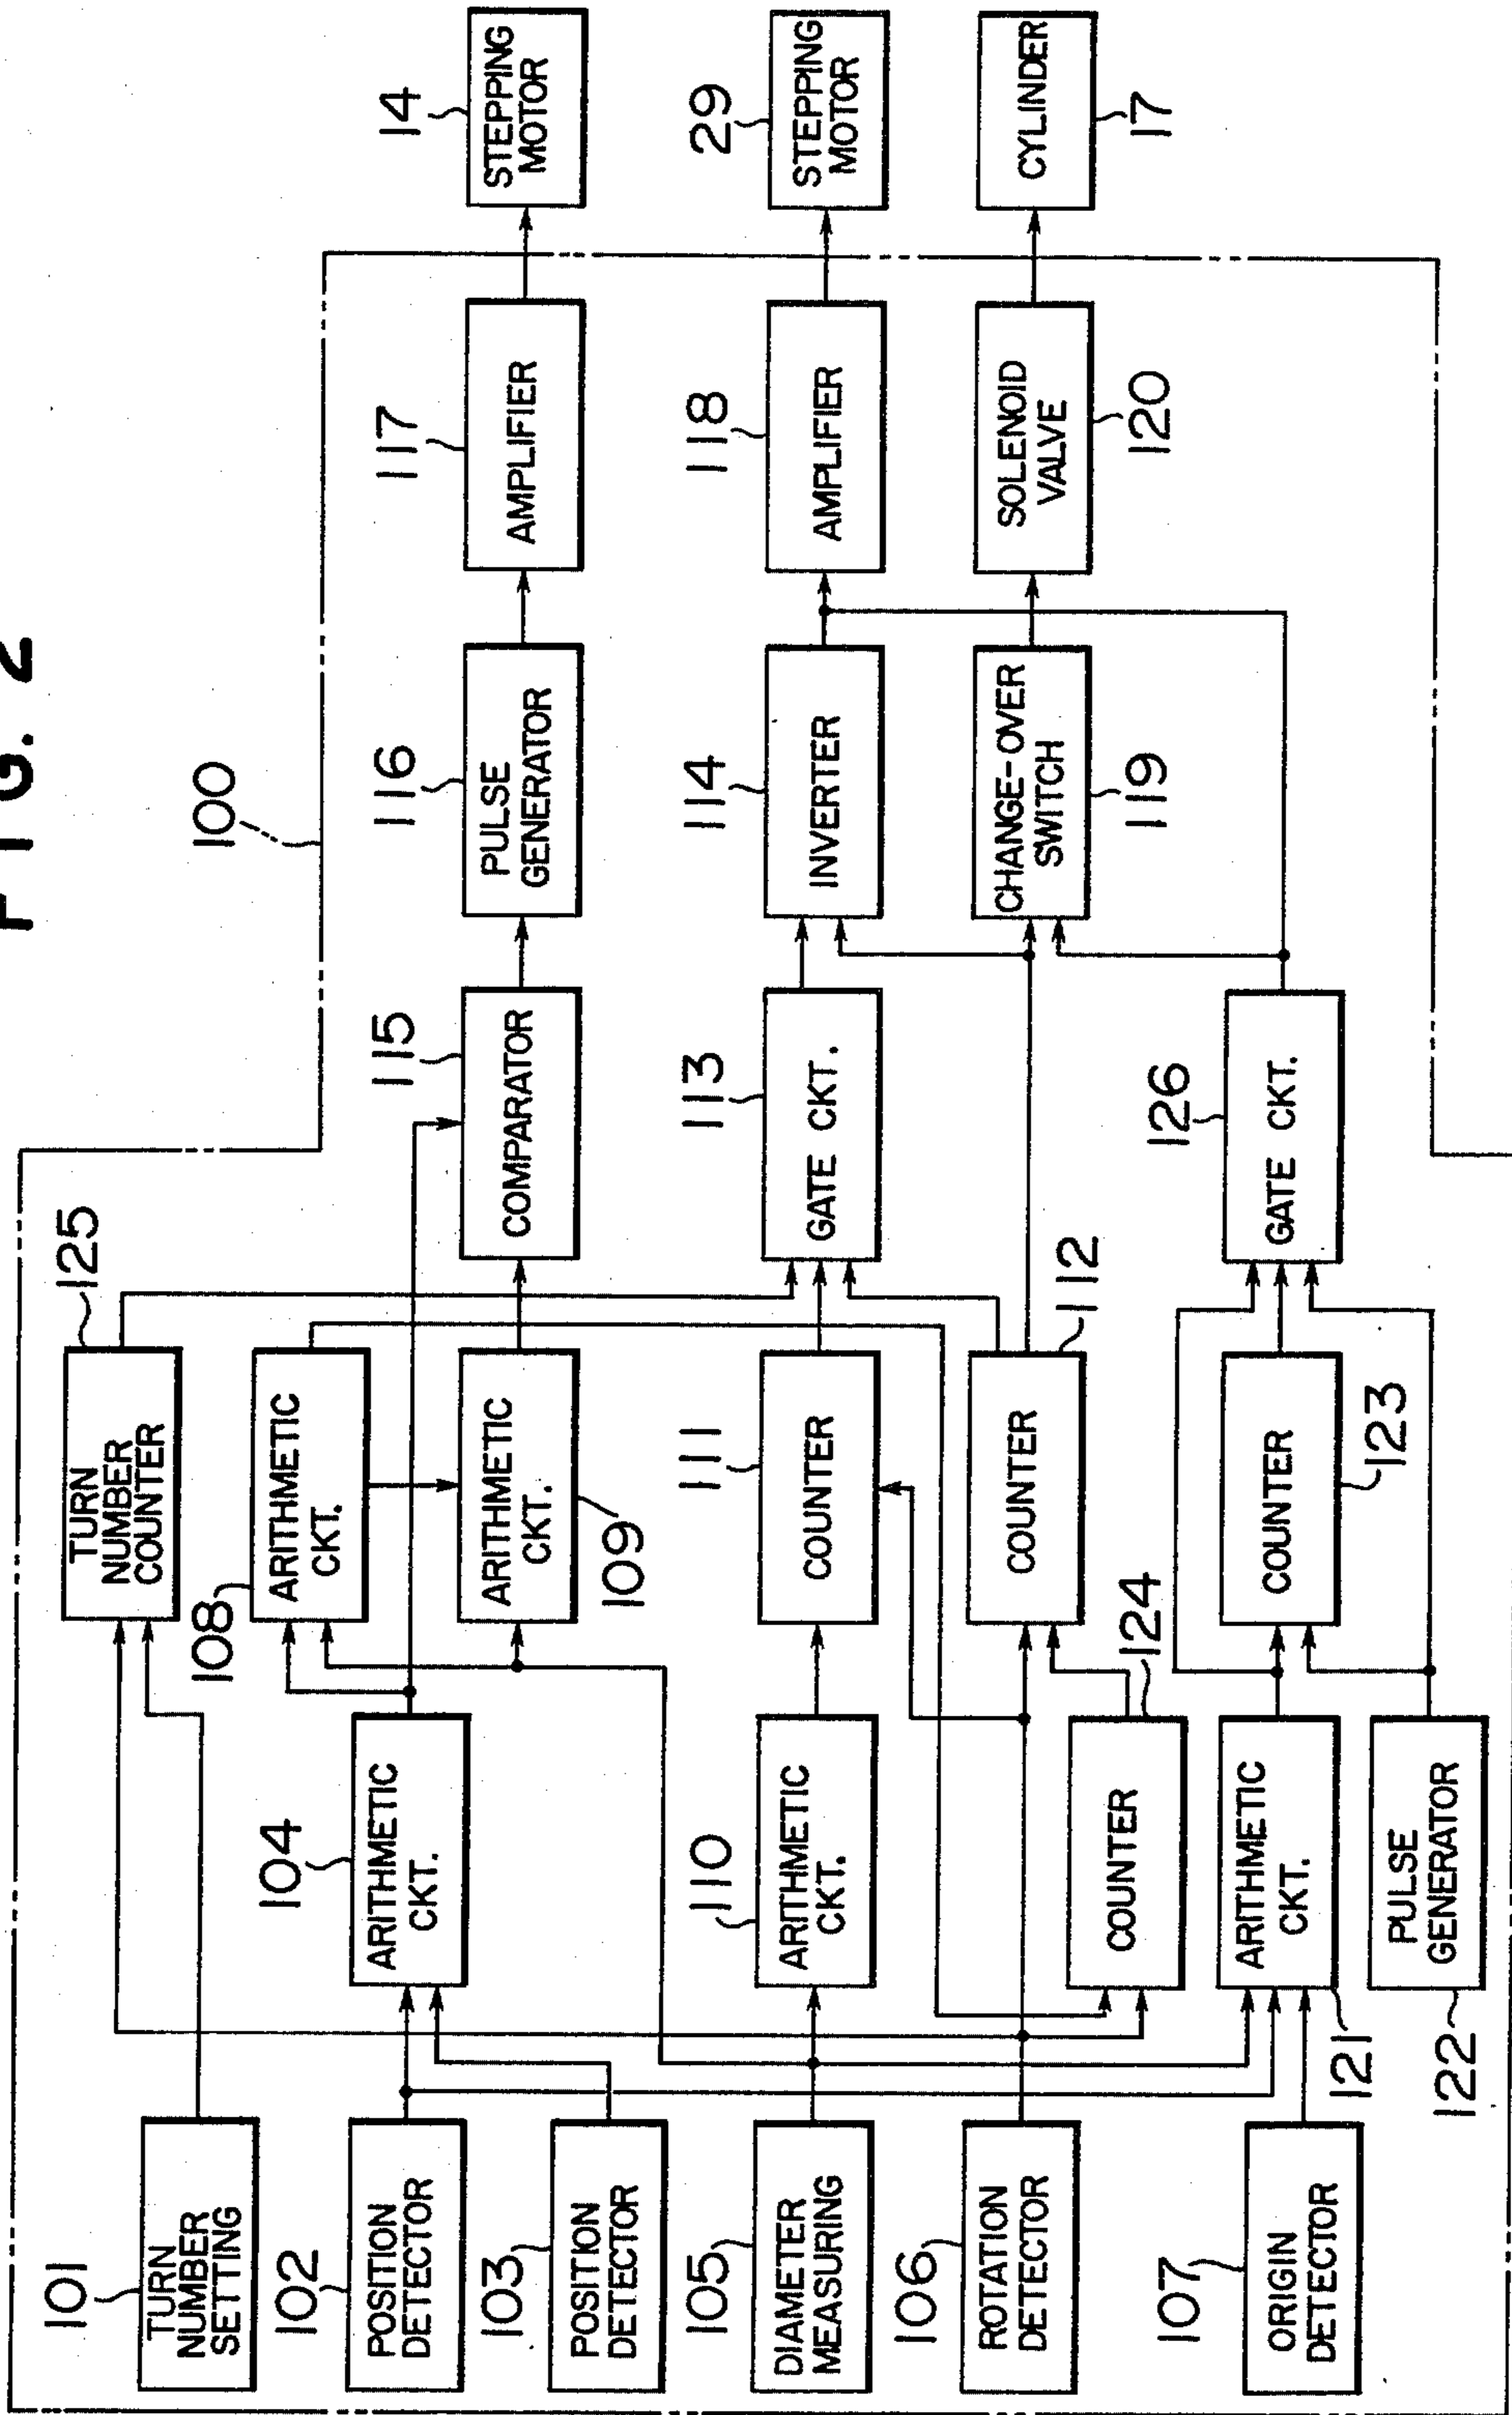 FIG. 2
100
101
TURN
NUMBER
SETTING
102
POSITION
DETECTOR
103
POSITION
DETECTOR
105
DIAMETER
MEASURING
106
ROTATION
DETECTOR
107
ORIGIN
DETECTOR
104
ARITHMETIC
CKT.
110
ARITHMETIC
CKT.
124
COUNTER
121
ARITHMETIC
CKT.
122
PULSE
GENERATOR
125
TURN
NUMBER
COUNTER
108
ARITHMETIC
CKT.
109
ARITHMETIC
CKT.
111
COUNTER
112
COUNTER
123
COUNTER
115
COMPARATOR
113
GATE CKT.
126
GATE CKT.
116
PULSE
GENERATOR
114
INVERTER
119
CHANGE-OVER
SWITCH
117
AMPLIFIER
118
AMPLIFIER
120
SOLENOID
VALVE
14
STEPPING
MOTOR
29
STEPPING
MOTOR
17
CYLINDER